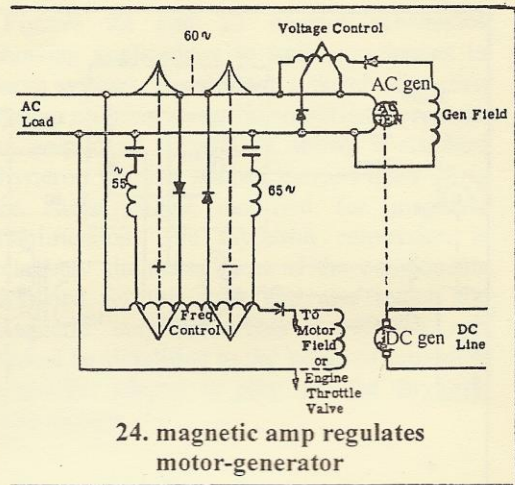 Voltage Control
60~
AC gen
AC
Load
AC
GEN
Gen Field
~
55
65~
+
−
Freq
Control
To
Motor
Field
or
Engine
Throttle
Valve
DC gen
DC
Line
24. magnetic amp regulates
motor-generator